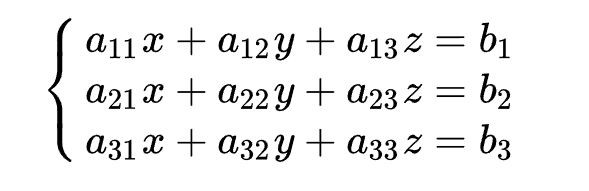 a₁₁x + a₁₂y + a₁₃z = b₁
a₂₁x + a₂₂y + a₂₃z = b₂
a₃₁x + a₃₂y + a₃₃z = b₃